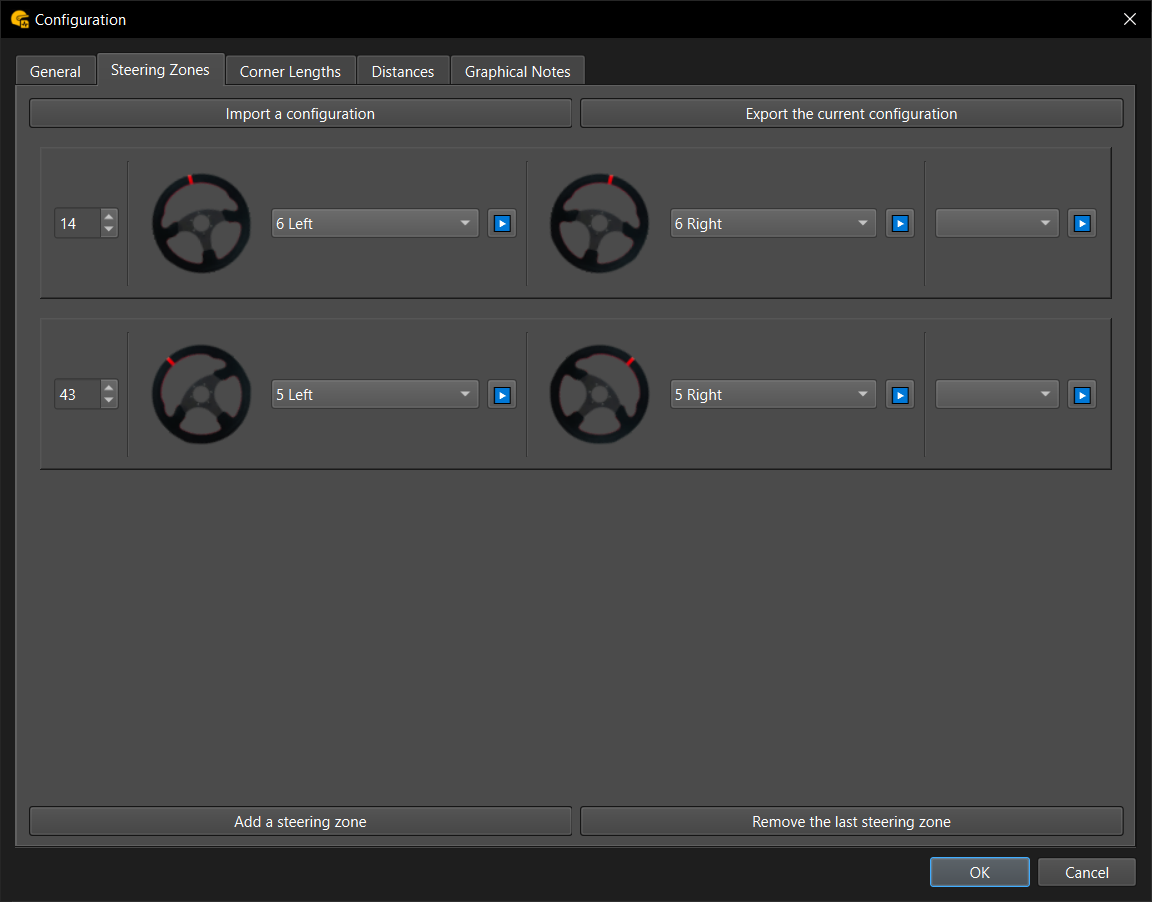 Configuration
General Steering Zones Corner Lengths Distances Graphical Notes
Import a configuration Export the current configuration
14 6 Left 6 Right
43 5 Left 5 Right
Add a steering zone Remove the last steering zone
OK Cancel